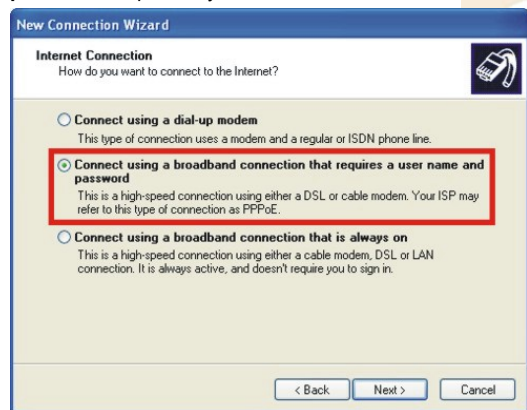 New Connection Wizard
Internet Connection
How do you want to connect to the Internet?
Connect using a dial-up modem
This type of connection uses a modem and a regular or ISDN phone line.
Connect using a broadband connection that requires a user name and
password
This is a high-speed connection using either a DSL or cable modem. Your ISP may
refer to this type of connection as PPPoE.
Connect using a broadband connection that is always on
This is a high-speed connection using either a cable modem, DSL or LAN
connection. It is always active, and doesn't require you to sign in.
< Back Next > Cancel